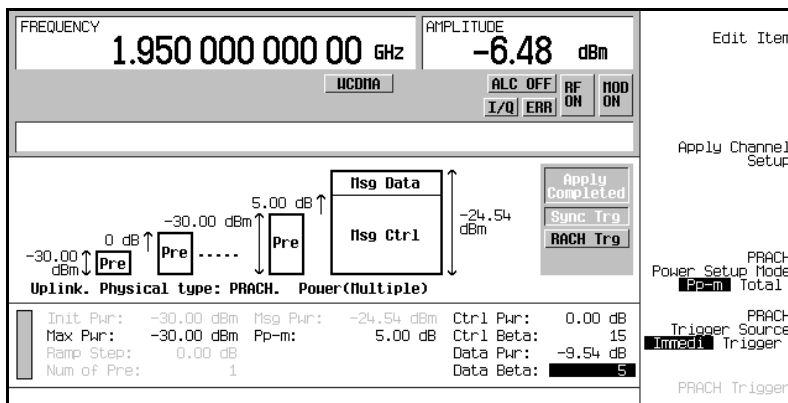 FREQUENCY
1.950 000 000 00 GHz
AMPLITUDE
-6.48 dBm
WCDMA
ALC OFF
RF ON
MOD ON
I/Q
ERR
Msg Data
Msg Ctrl
5.00 dB
-30.00 dBm
0 dB
-30.00 dBm
Pre
Pre
.....
Pre
-24.54 dBm
Apply Completed
Sync Trg
RACH Trg
Uplink. Physical type: PRACH. Power(Multiple)
Init Pwr: -30.00 dBm Msg Pwr: -24.54 dBm Ctrl Pwr: 0.00 dB
Max Pwr: -30.00 dBm Pp-m: 5.00 dB Ctrl Beta: 15
Ramp Step: 0.00 dB Data Pwr: -9.54 dB
Num of Pre: 1 Data Beta: 5
Edit Item
Apply Channel
Setup
PRACH
Power Setup Mode
Pp-m Total
PRACH
Trigger Source
Immedi Trigger
PRACH Trigger